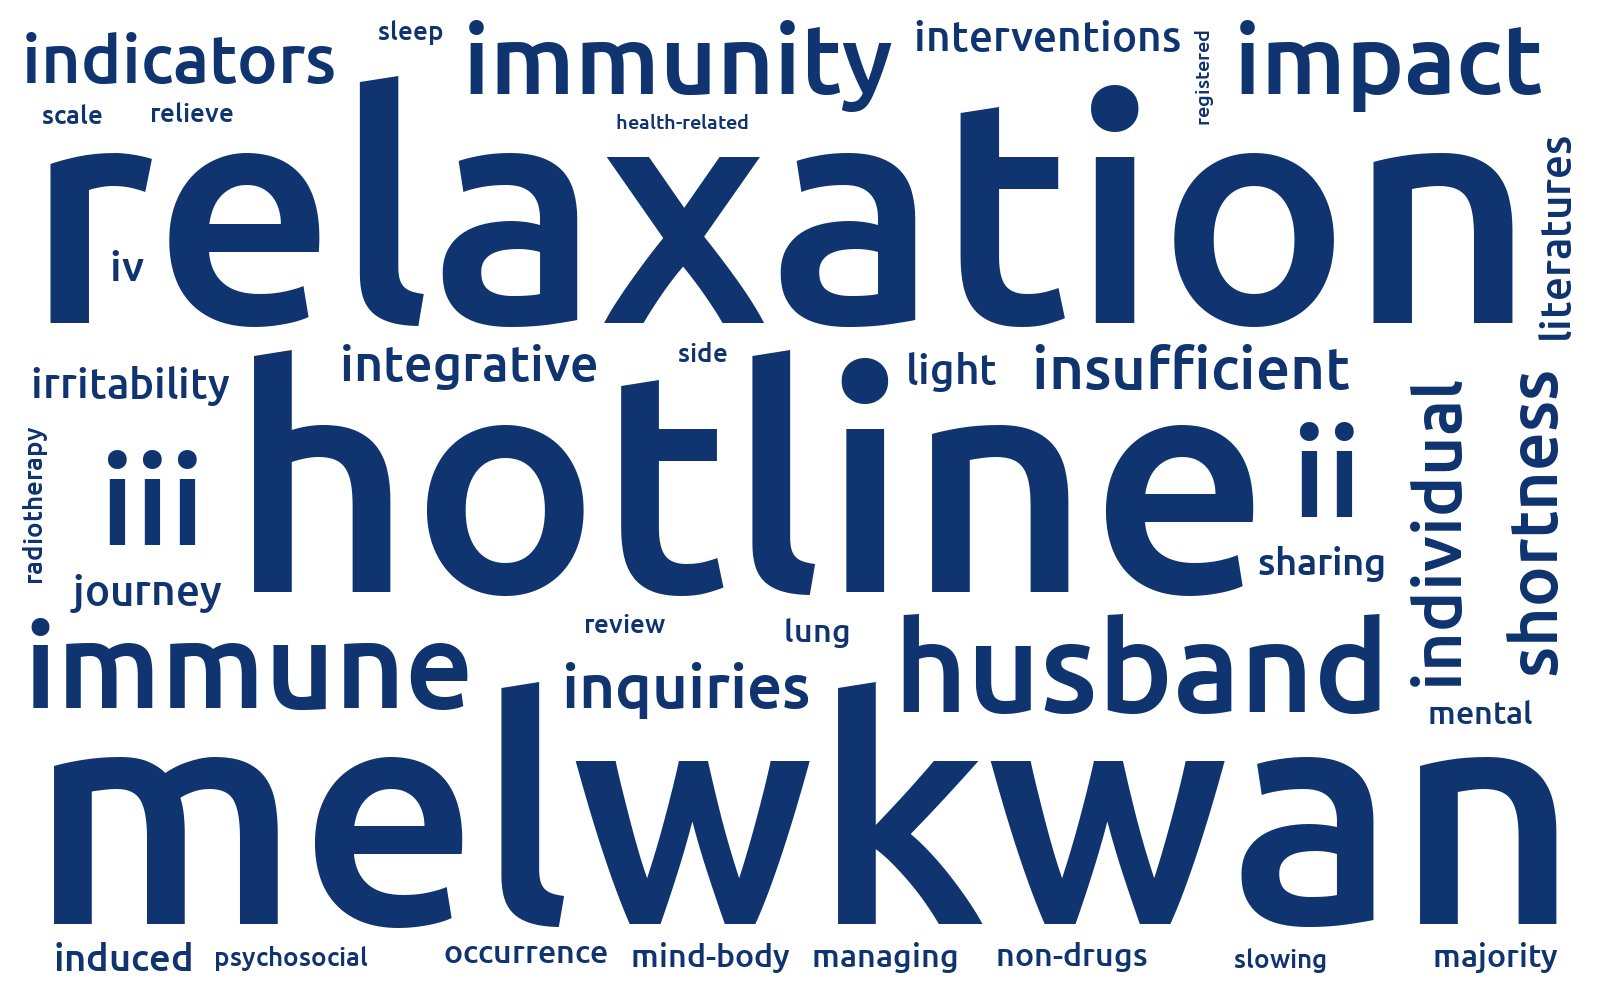 indicators
sleep
immunity
interventions
registered
impact
scale
relieve
health-related
relaxation
literatures
iv
irritability
integrative
side
light
insufficient
individual
shortness
radiotherapy
iii
hotline
ii
sharing
journey
review
lung
immune
inquiries
husband
mental
melwkwan
induced
psychosocial
occurrence
mind-body
managing
non-drugs
slowing
majority